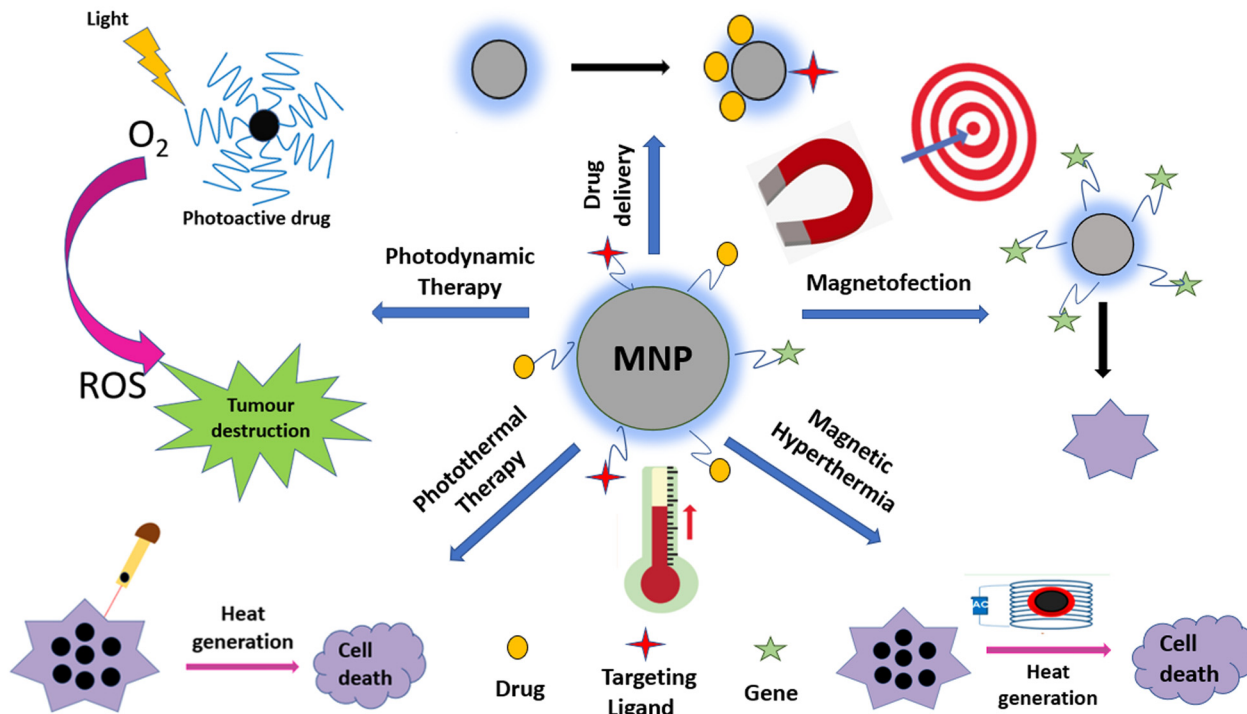 Light
O2
Photoactive drug
ROS
Tumour
destruction
Drug
delivery
Photodynamic
Therapy
Magnetofection
MNP
Photothermal
Therapy
Magnetic
Hyperthermia
Heat
generation
Cell
death
Drug
Targeting
Ligand
Gene
AC
Heat
generation
Cell
death